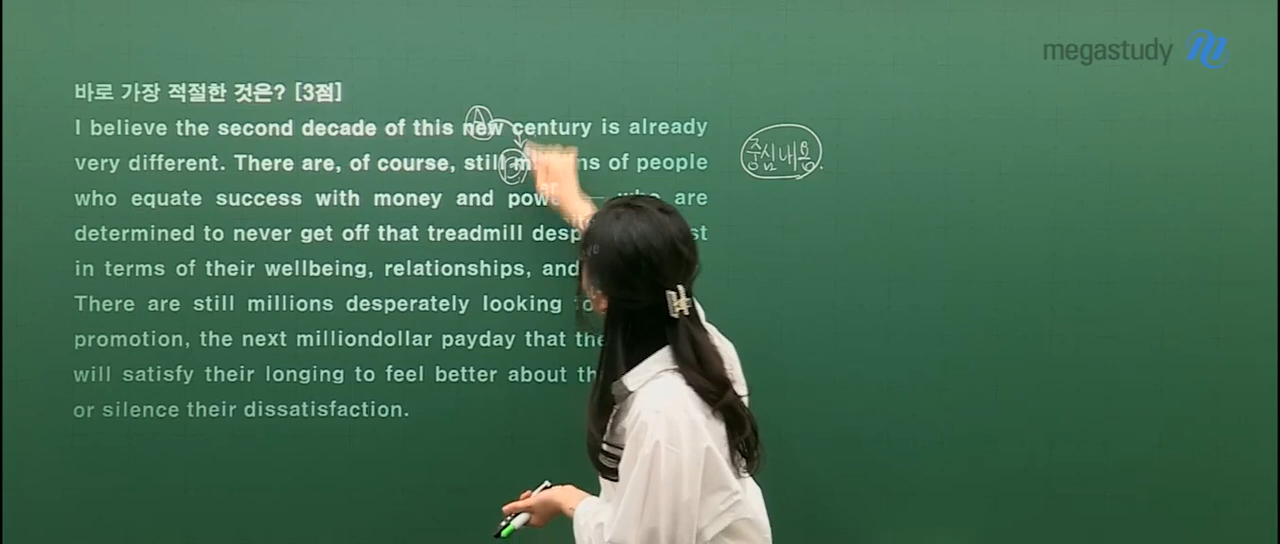 megastudy
바로 가장 적절한 것은? [3점]
A
I believe the second decade of this new century is already
중심내용.
very different. There are, of course, still of people
who equate success with money and are
determined to never get off that treadmill
in terms of their wellbeing, relationships, and
There are still millions desperately looking
promotion, the next milliondollar payday that
will satisfy their longing to feel better about
or silence their dissatisfaction.